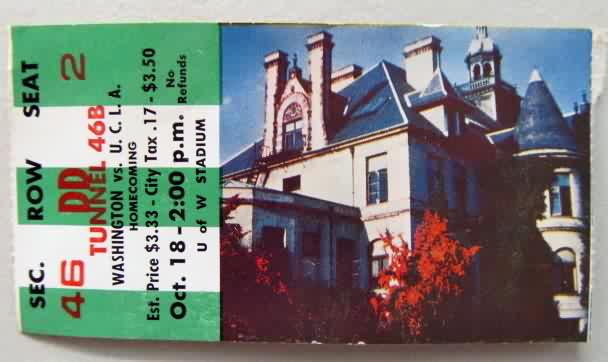 SEC. ROW SEAT
46 DD 2
TUNNEL 46B
WASHINGTON vs. U. C. L. A.
HOMECOMING
Est. Price $3.33 - City Tax .17 - $3.50
No Refunds
Oct. 18 - 2:00 p.m.
U of W STADIUM